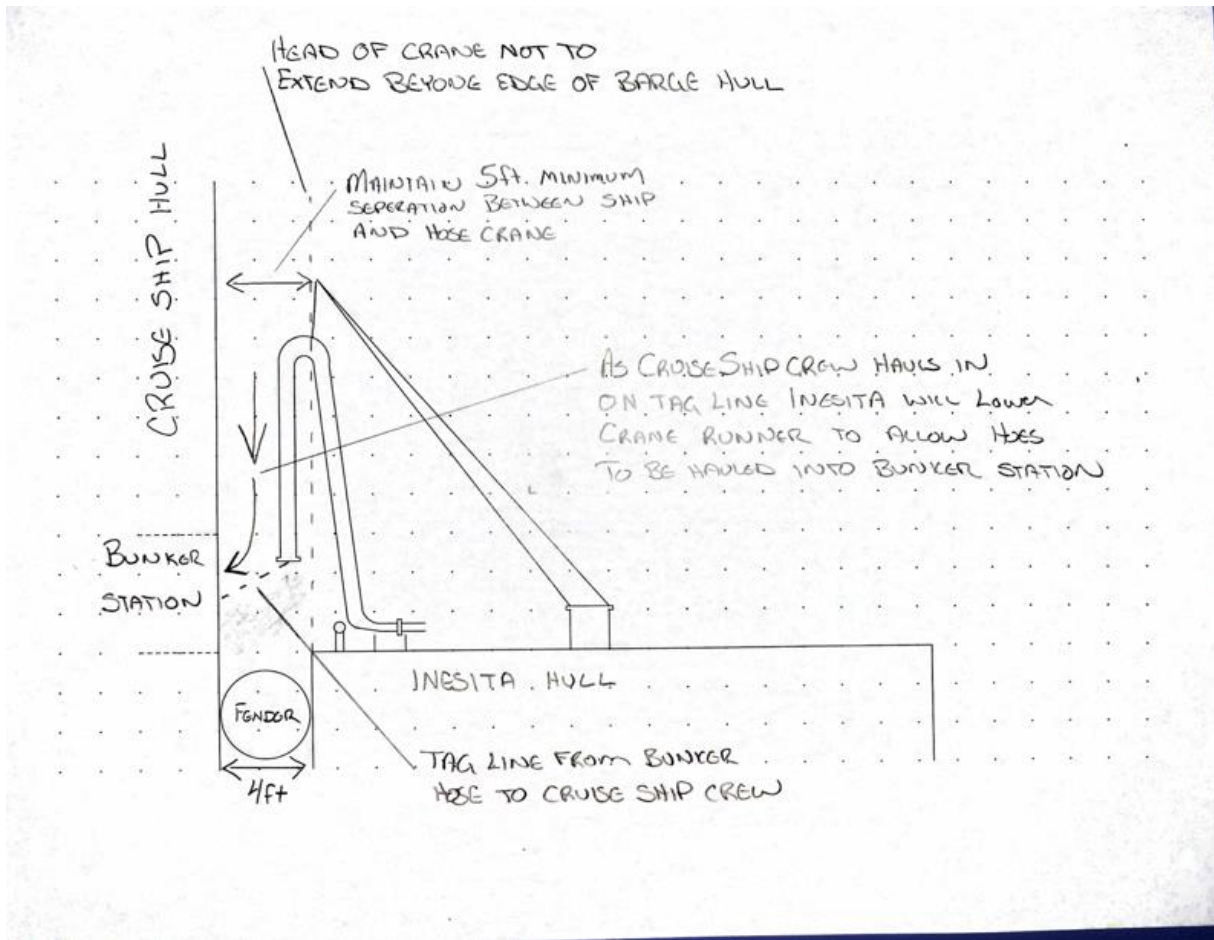 HEAD OF CRANE NOT TO
EXTEND BEYONE EDGE OF BARGE HULL
MAINTAIN 5ft. MINIMUM
SEPERATION BETWEEN SHIP
AND HOSE CRANE
CRUISE SHIP HULL
AS CRUISE SHIP CREW HAULS IN
ON TAG LINE INESITA WILL LOWER
CRANE RUNNER TO ALLOW HOES
TO BE HAULED INTO BUNKER STATION
BUNKER
STATION
INESITA HULL
FENDER
4ft
TAG LINE FROM BUNKER
HOSE TO CRUISE SHIP CREW